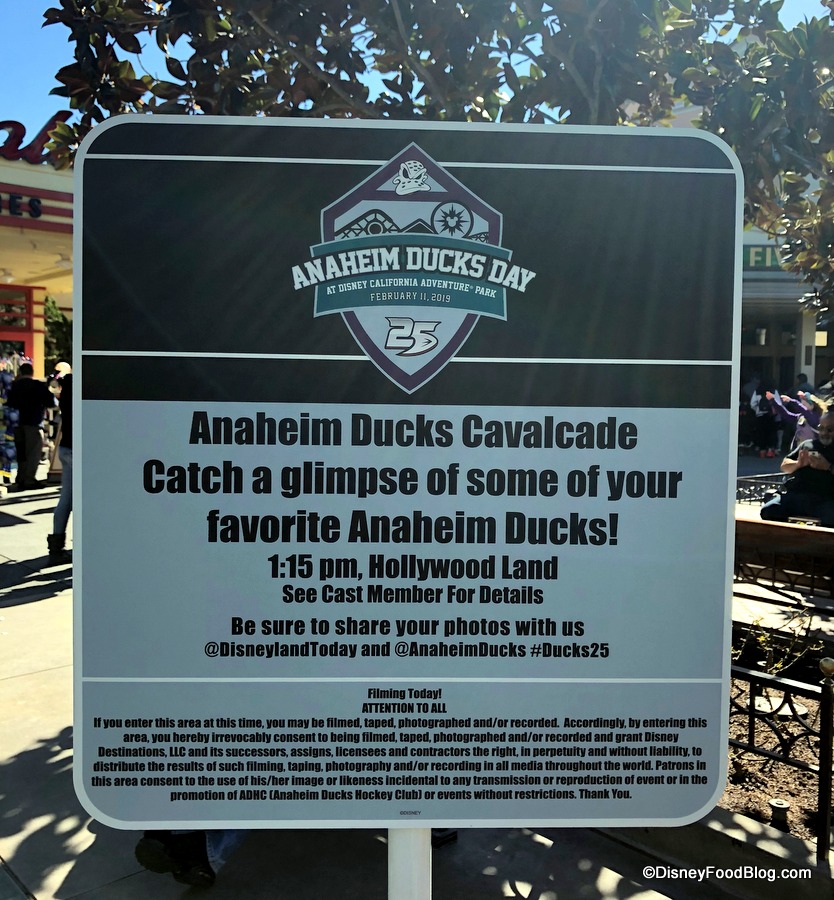 ES
FI
ANAHEIM DUCKS DAY
AT DISNEY CALIFORNIA ADVENTURE® PARK
FEBRUARY 11, 2019
25
Anaheim Ducks Cavalcade
Catch a glimpse of some of your
favorite Anaheim Ducks!
1:15 pm, Hollywood Land
See Cast Member For Details
Be sure to share your photos with us
@DisneylandToday and @AnaheimDucks #Ducks25
Filming Today!
ATTENTION TO ALL
If you enter this area at this time, you may be filmed, taped, photographed and/or recorded. Accordingly, by entering this
area, you hereby irrevocably consent to being filmed, taped, photographed and/or recorded and grant Disney
Destinations, LLC and its successors, assigns, licensees and contractors the right, in perpetuity and without liability, to
distribute the results of such filming, taping, photography and/or recording in all media throughout the world. Patrons in
this area consent to the use of his/her image or likeness incidental to any transmission or reproduction of event or in the
promotion of ADHC (Anaheim Ducks Hockey Club) or events without restrictions. Thank You.
©DISNEY
©DisneyFoodBlog.com